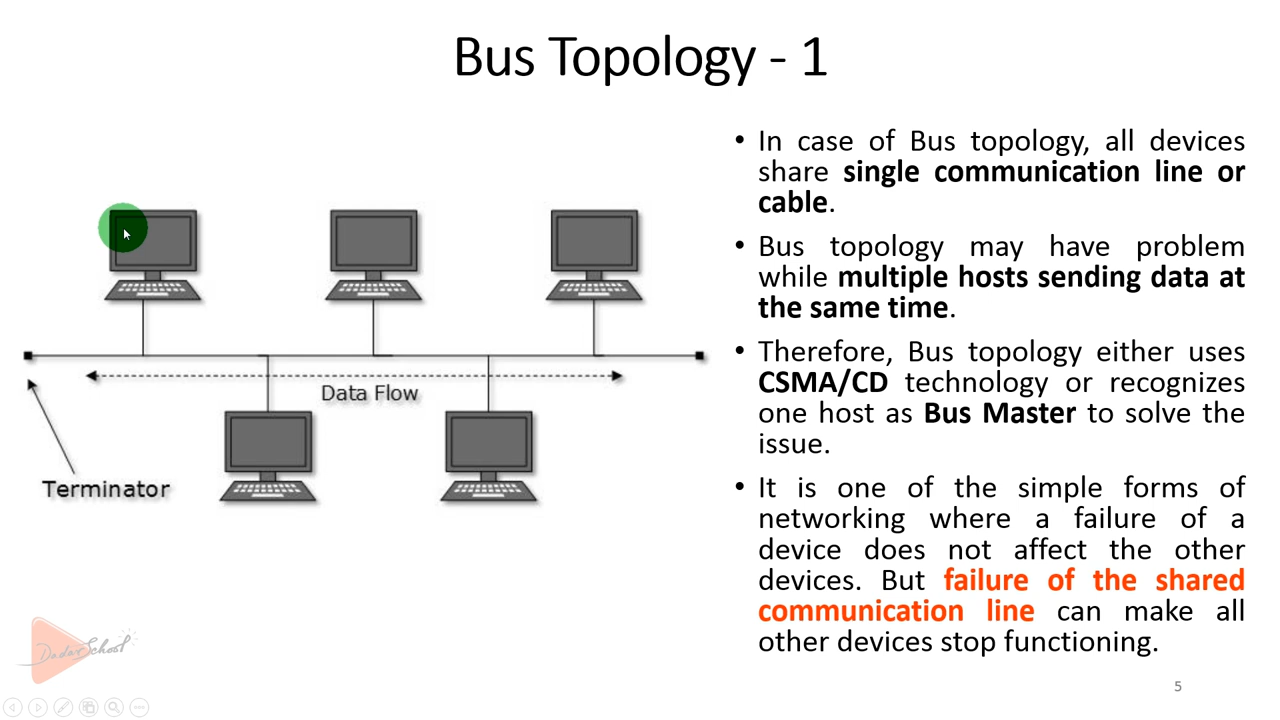 Bus Topology - 1
Data Flow
Terminator
• In case of Bus topology, all devices
share single communication line or
cable.
• Bus topology may have problem
while multiple hosts sending data at
the same time.
• Therefore, Bus topology either uses
CSMA/CD technology or recognizes
one host as Bus Master to solve the
issue.
• It is one of the simple forms of
networking where a failure of a
device does not affect the other
devices. But failure of the shared
communication line can make all
other devices stop functioning.
Dadar School
5